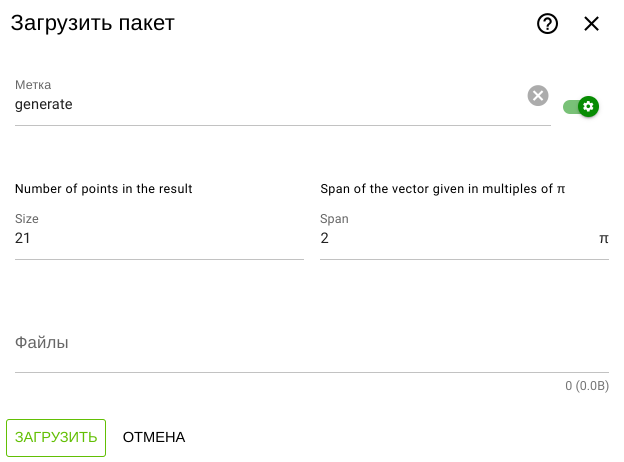 Загрузить пакет
Метка
generate
Number of points in the result
Span of the vector given in multiples of π
Size
Span
21
2
π
Файлы
0 (0.0B)
ЗАГРУЗИТЬ
ОТМЕНА